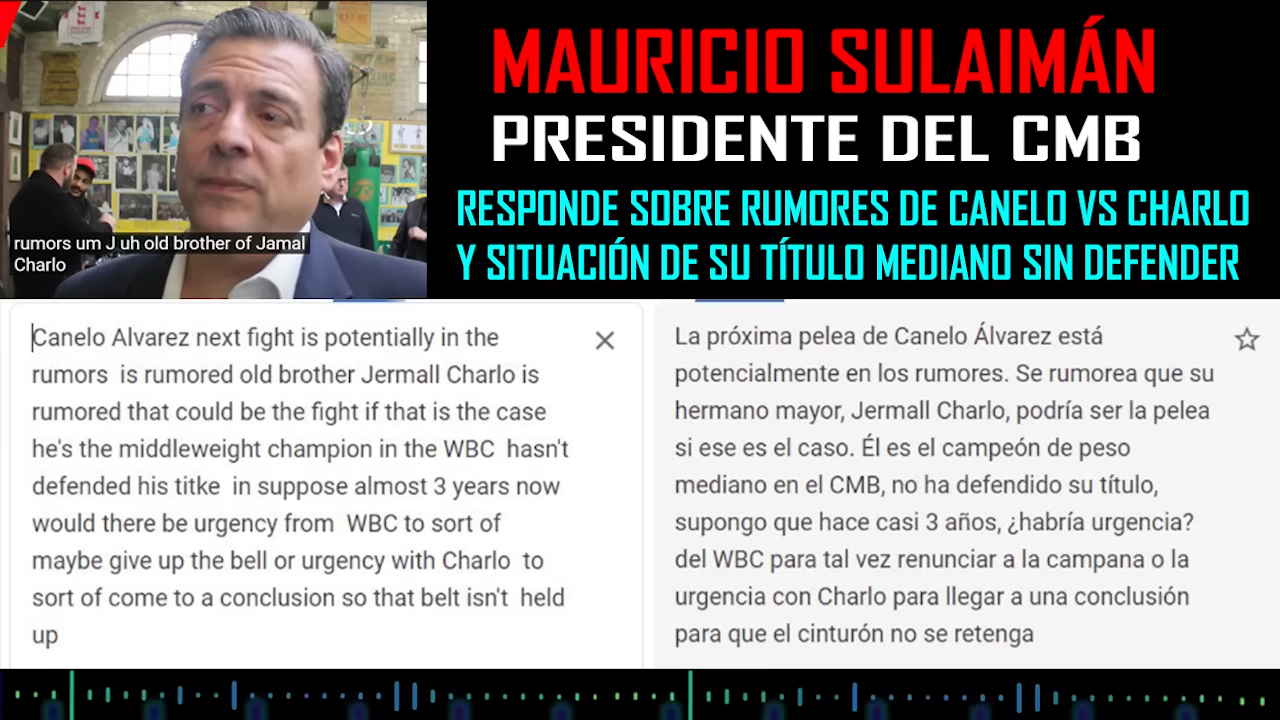 MAURICIO SULAIMÁN
PRESIDENTE DEL CMB
RESPONDE SOBRE RUMORES DE CANELO VS CHARLO
Y SITUACIÓN DE SU TÍTULO MEDIANO SIN DEFENDER
rumors um J uh old brother of Jamal
Charlo
Canelo Alvarez next fight is potentially in the
rumors is rumored old brother Jermall Charlo is
rumored that could be the fight if that is the case
he's the middleweight champion in the WBC hasn't
defended his titke in suppose almost 3 years now
would there be urgency from WBC to sort of
maybe give up the bell or urgency with Charlo to
sort of come to a conclusion so that belt isn't held
up
La próxima pelea de Canelo Álvarez está
potencialmente en los rumores. Se rumorea que su
hermano mayor, Jermall Charlo, podría ser la pelea
si ese es el caso. Él es el campeón de peso
mediano en el CMB, no ha defendido su título,
supongo que hace casi 3 años, ¿habría urgencia?
del WBC para tal vez renunciar a la campana o la
urgencia con Charlo para llegar a una conclusión
para que el cinturón no se retenga